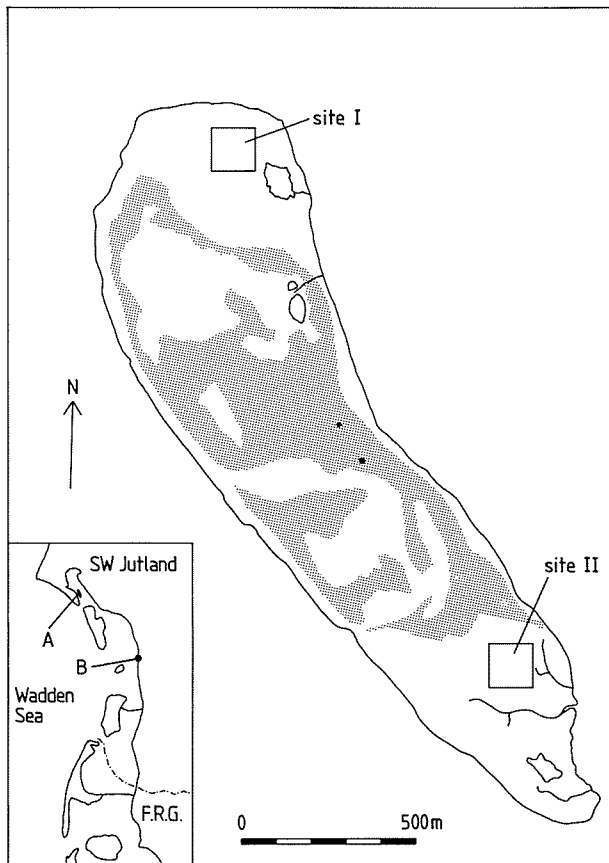 site I
N
site II
SW Jutland
A
B
Wadden
Sea
F.R.G.
0 500m